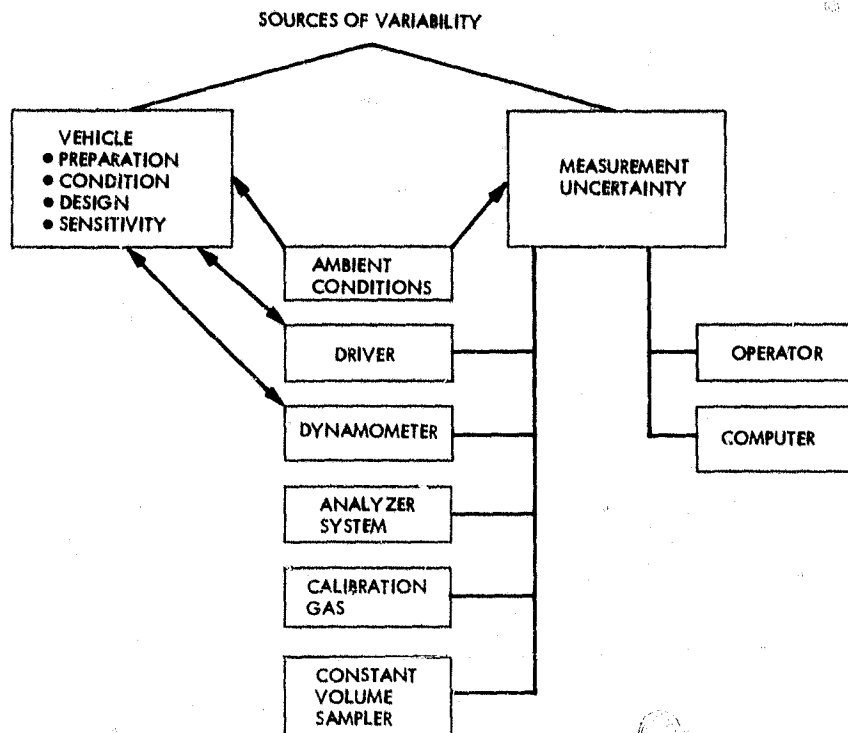 SOURCES OF VARIABILITY
VEHICLE
• PREPARATION
• CONDITION
• DESIGN
• SENSITIVITY
MEASUREMENT
UNCERTAINTY
AMBIENT
CONDITIONS
DRIVER
OPERATOR
DYNAMOMETER
COMPUTER
ANALYZER
SYSTEM
CALIBRATION
GAS
CONSTANT
VOLUME
SAMPLER